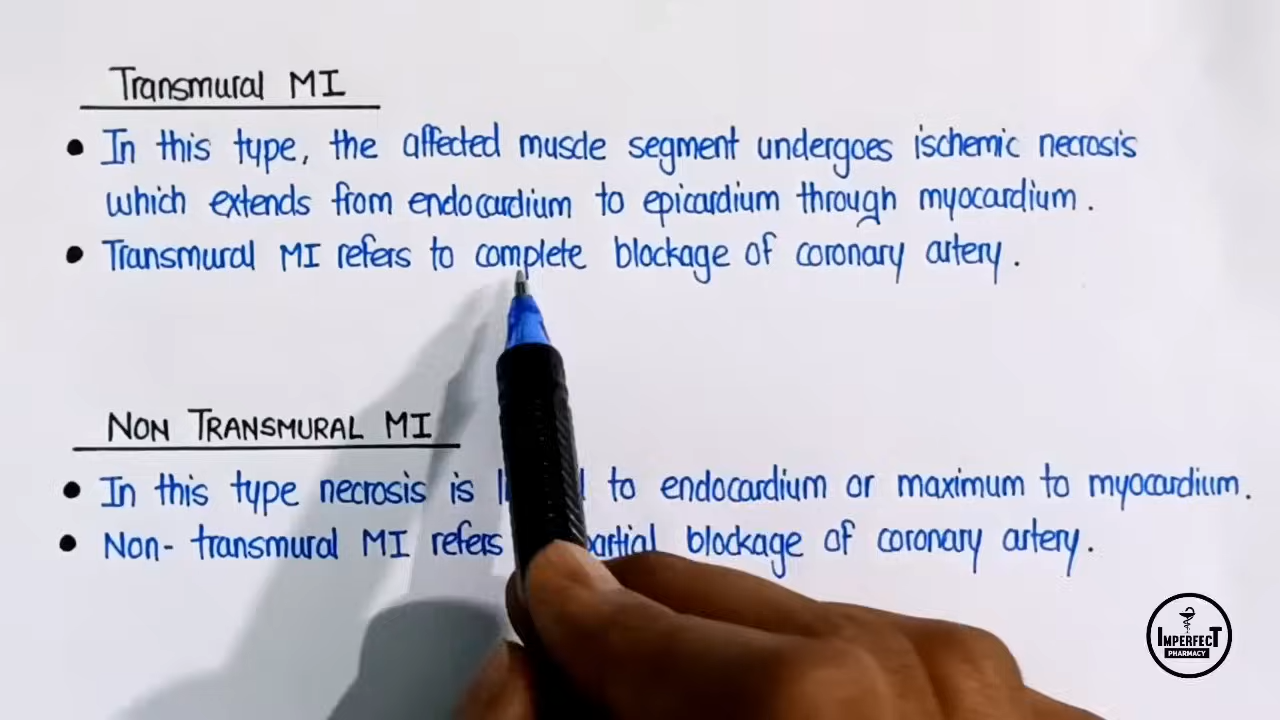 Transmural MI
• In this type, the affected muscle segment undergoes ischemic necrosis
which extends from endocardium to epicardium through myocardium.
• Transmural MI refers to complete blockage of coronary artery.
NON TRANSMURAL MI
• In this type necrosis is to endocardium or maximum to myocardium.
• Non-transmural MI refers partial blockage of coronary artery.
IMPERFECT
PHARMACY